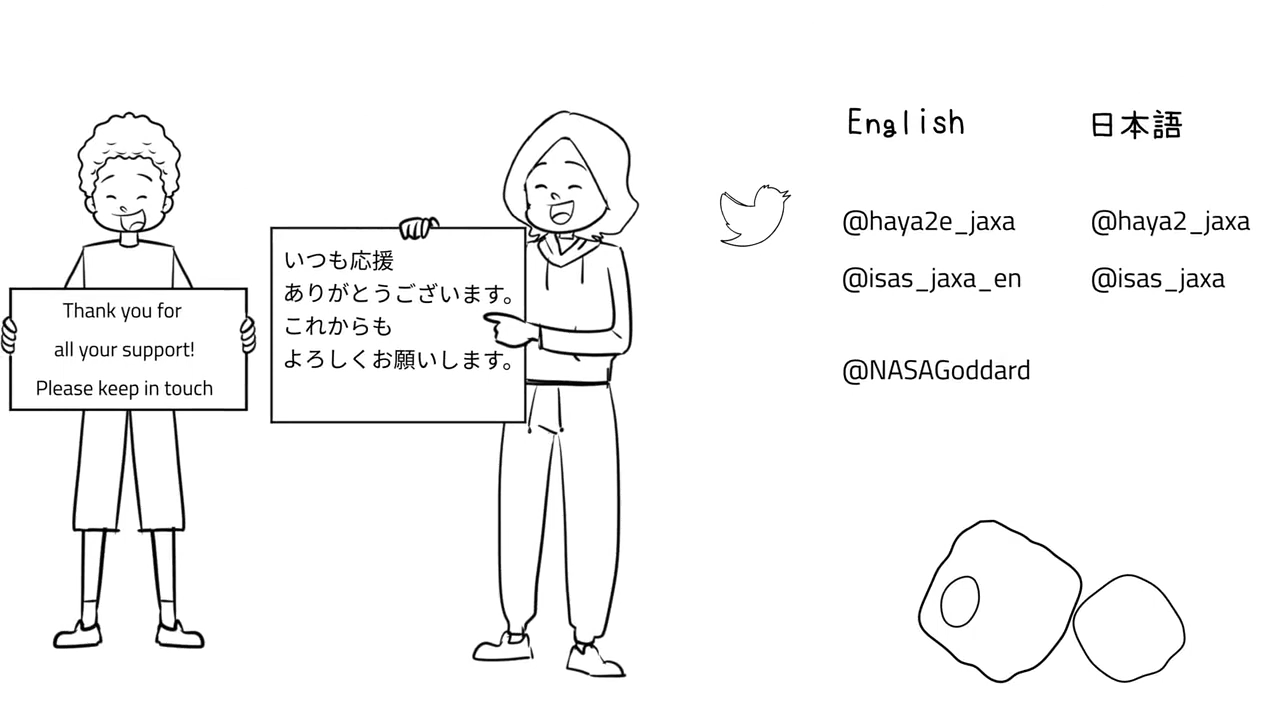 Thank you for
all your support!
Please keep in touch
いつも応援
ありがとうございます。
これからも
よろしくお願いします。
English 日本語
@haya2e_jaxa @haya2_jaxa
@isas_jaxa_en @isas_jaxa
@NASAGoddard